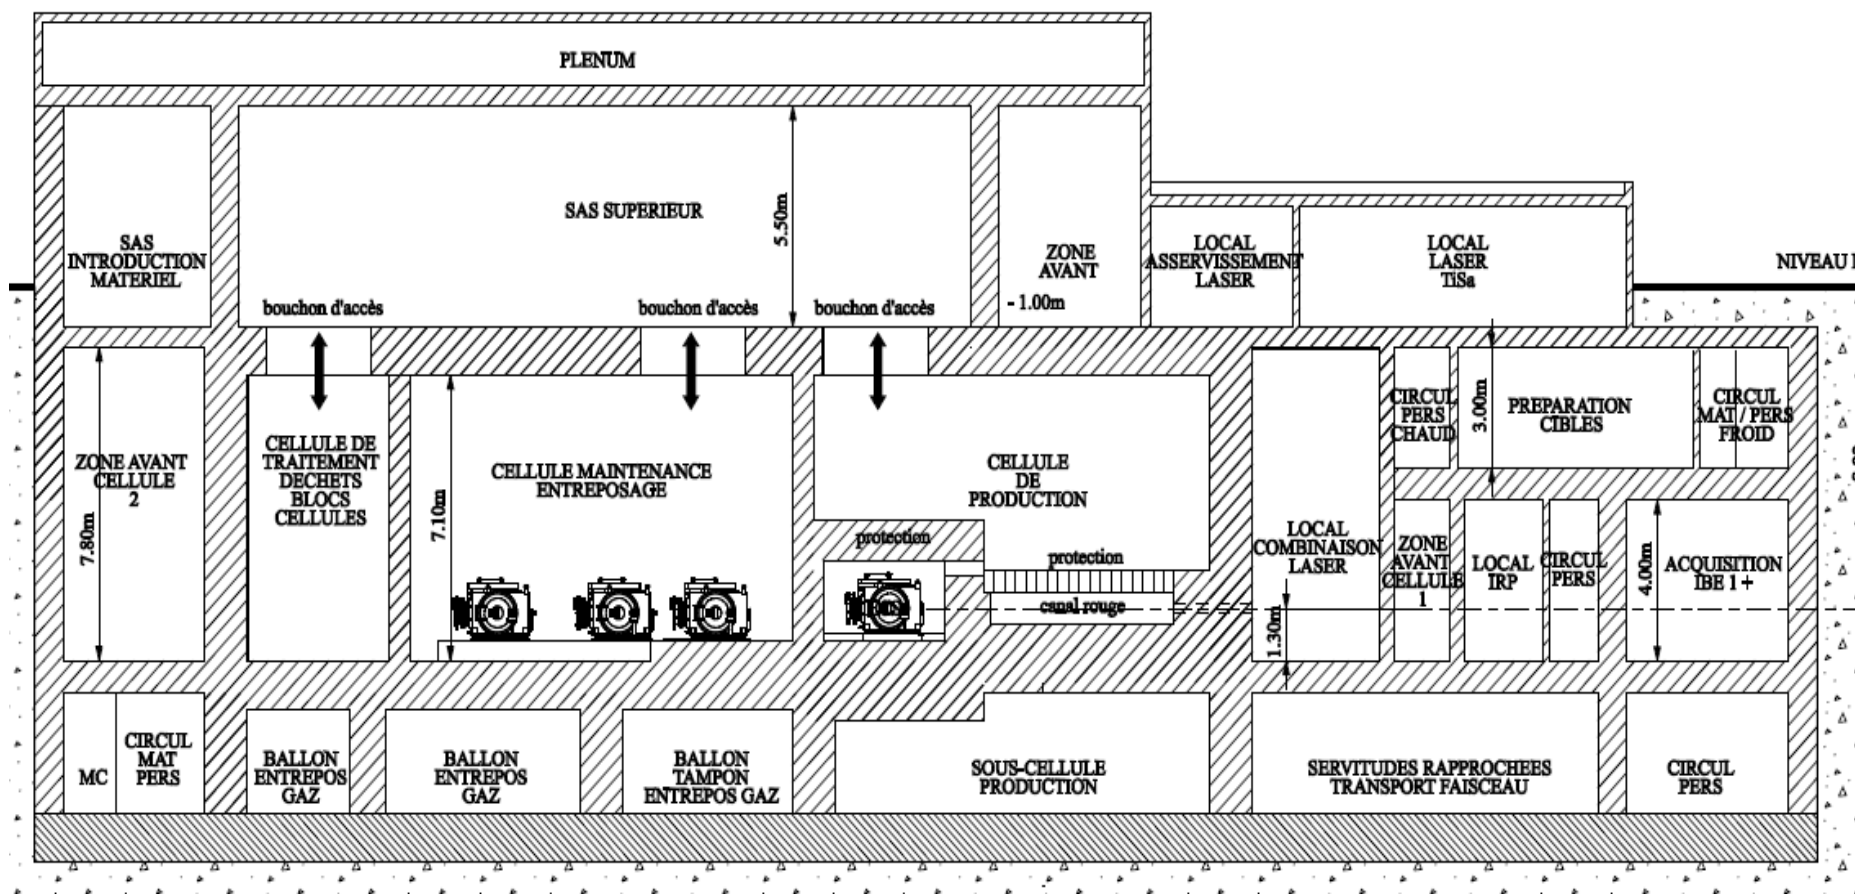 PLENUM
SAS SUPERIEUR
5.50m
SAS
INTRODUCTION
MATERIEL
ZONE
AVANT
- 1.00m
LOCAL
ASSERVISSEMENT
LASER
LOCAL
LASER
TiSa
NIVEAU
bouchon d'accès
bouchon d'accès
bouchon d'accès
ZONE AVANT
CELLULE
2
7.80m
CELLULE DE
TRAITEMENT
DECHETS
BLOCS
CELLULES
7.10m
CELLULE MAINTENANCE
ENTREPOSAGE
CELLULE
DE
PRODUCTION
protection
protection
canal rouge
LOCAL
COMBINAISON
LASER
1.30m
CIRCUL
PERS
CHAUD
3.00m
PREPARATION
CIBLES
CIRCUL
MAT / PERS
FROID
ZONE
AVANT
CELLULE
1
LOCAL
IRP
CIRCUL
PERS
4.00m
ACQUISITION
IBE 1 +
MC
CIRCUL
MAT
PERS
BALLON
ENTREPOS
GAZ
BALLON
ENTREPOS
GAZ
BALLON
TAMPON
ENTREPOS GAZ
SOUS-CELLULE
PRODUCTION
SERVITUDES RAPPROCHEES
TRANSPORT FAISCEAU
CIRCUL
PERS